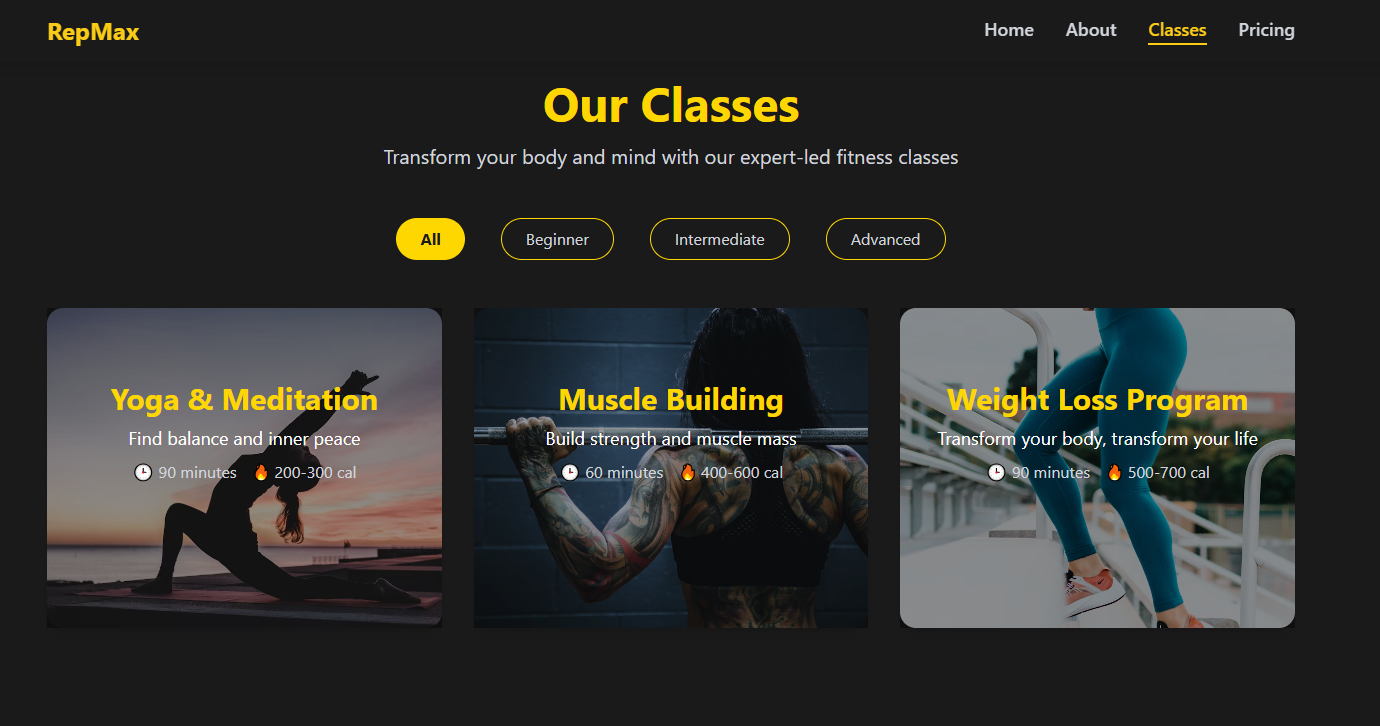 RepMax
Home About Classes Pricing
Our Classes
Transform your body and mind with our expert-led fitness classes
All Beginner Intermediate Advanced
Yoga & Meditation
Find balance and inner peace
90 minutes 200-300 cal
Muscle Building
Build strength and muscle mass
60 minutes 400-600 cal
Weight Loss Program
Transform your body, transform your life
90 minutes 500-700 cal